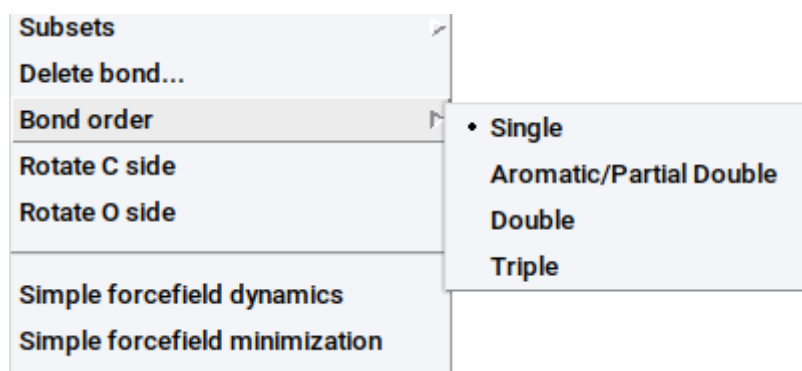 Subsets
Delete bond...
Bond order
Single
Aromatic/Partial Double
Double
Triple
Rotate C side
Rotate O side
Simple forcefield dynamics
Simple forcefield minimization